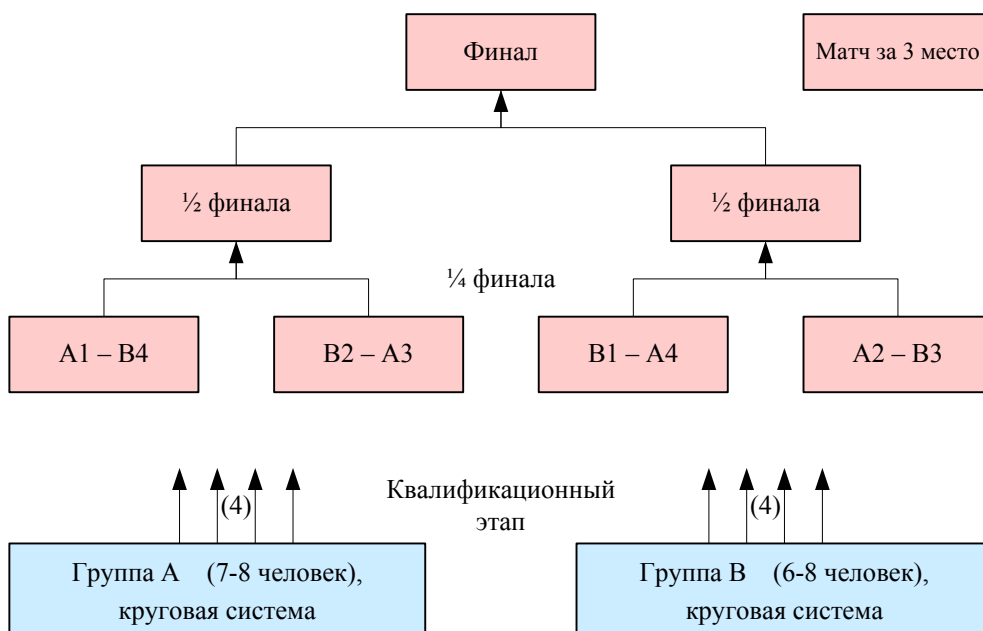 Финал
Матч за 3 место
½ финала
½ финала
¼ финала
A1 – B4
B2 – A3
B1 – A4
A2 – B3
Квалификационный
этап
(4)
(4)
Группа A (7-8 человек),
круговая система
Группа B (6-8 человек),
круговая система